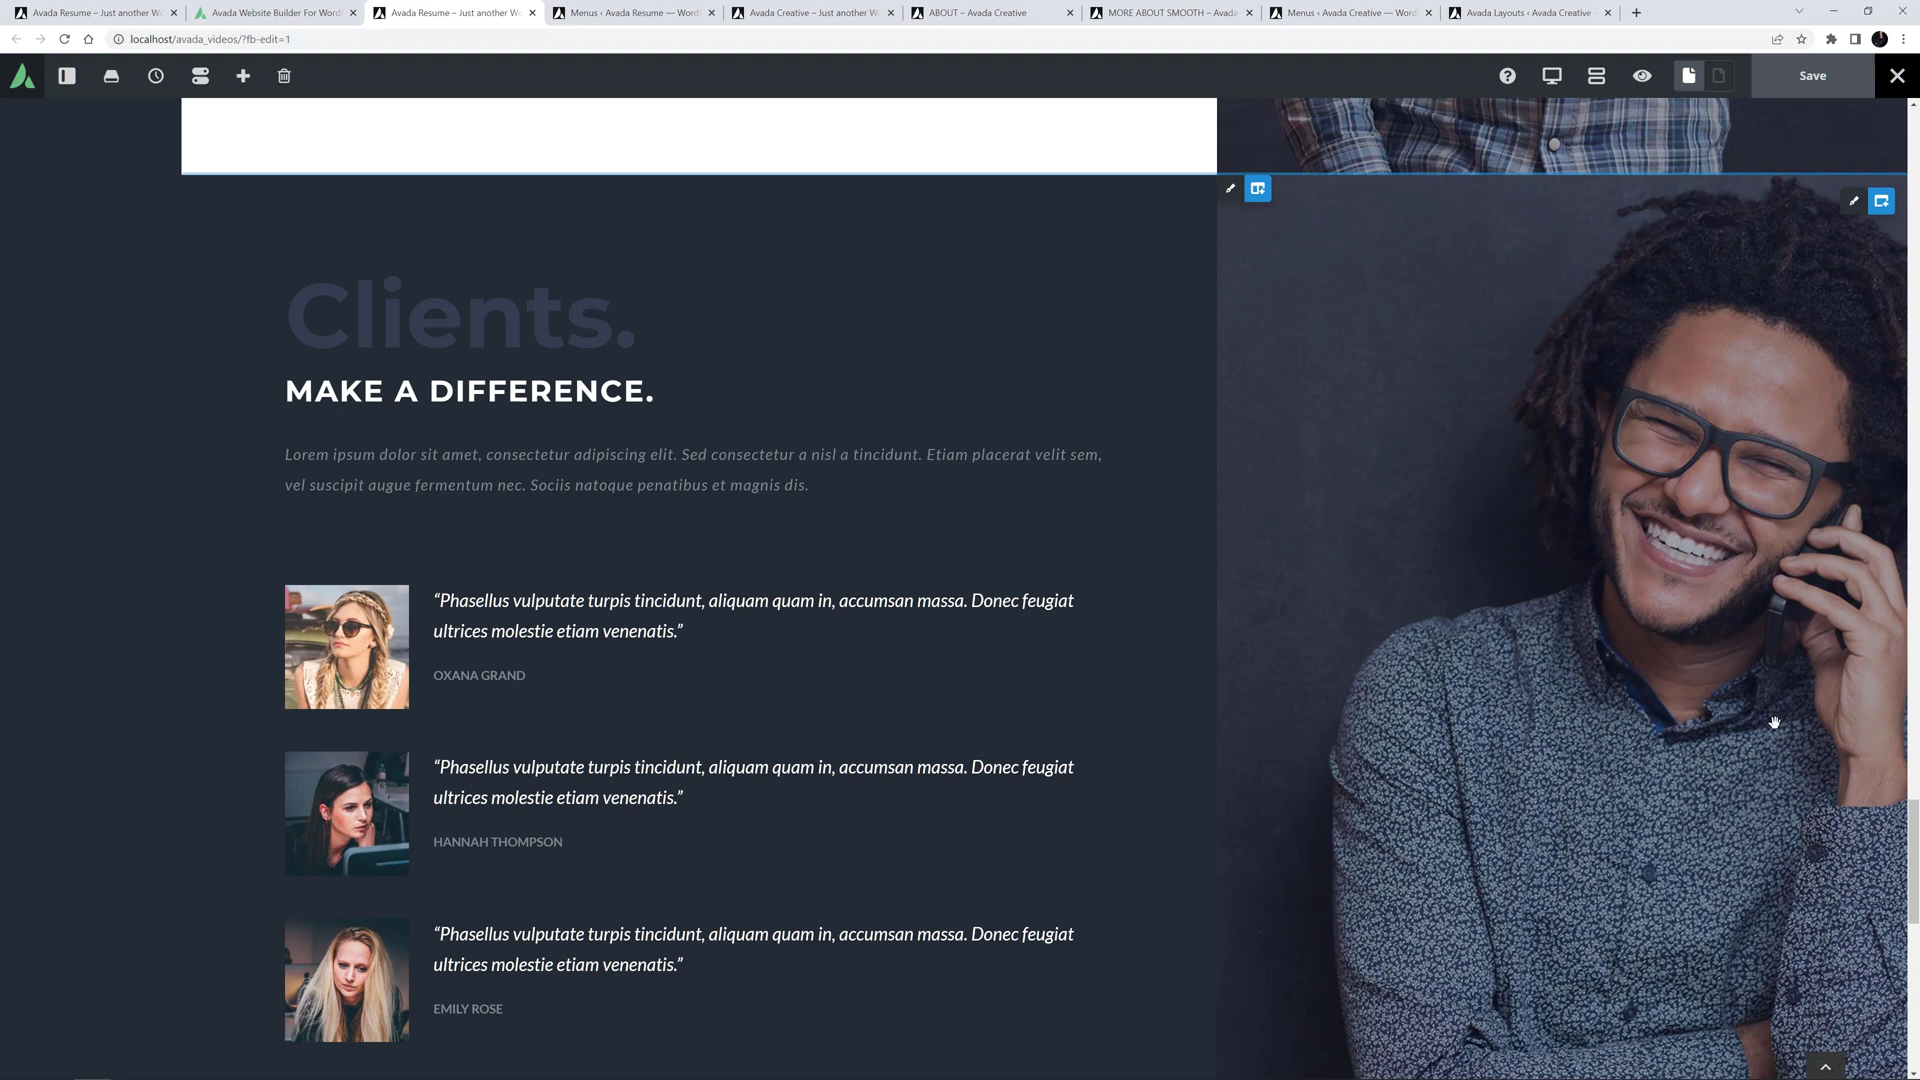 Avada Resume – Just another Wo
Avada Website Builder For Word
Avada Resume – Just another Wo
Menus ‹ Avada Resume — Word
Avada Creative – Just another W
ABOUT – Avada Creative
MORE ABOUT SMOOTH – Avada
Menus ‹ Avada Creative — Word
Avada Layouts ‹ Avada Creative
localhost/avada_videos/?fb-edit=1
Save
Clients.
MAKE A DIFFERENCE.
Lorem ipsum dolor sit amet, consectetur adipiscing elit. Sed consectetur a nisl a tincidunt. Etiam placerat velit sem,
vel suscipit augue fermentum nec. Sociis natoque penatibus et magnis dis.
“Phasellus vulputate turpis tincidunt, aliquam quam in, accumsan massa. Donec feugiat
ultrices molestie etiam venenatis.”
OXANA GRAND
“Phasellus vulputate turpis tincidunt, aliquam quam in, accumsan massa. Donec feugiat
ultrices molestie etiam venenatis.”
HANNAH THOMPSON
“Phasellus vulputate turpis tincidunt, aliquam quam in, accumsan massa. Donec feugiat
ultrices molestie etiam venenatis.”
EMILY ROSE